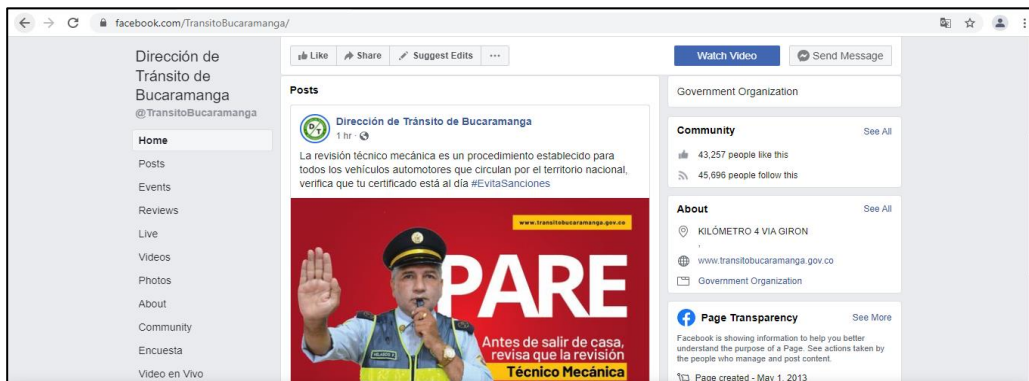 facebook.com/TransitoBucaramanga/
Dirección de
Tránsito de
Bucaramanga
@TransitoBucaramanga
Home
Posts
Events
Reviews
Live
Videos
Photos
About
Community
Encuesta
Video en Vivo
Like Share Suggest Edits ...
Watch Video Send Message
Posts
Dirección de Tránsito de Bucaramanga
1 hr ·
La revisión técnico mecánica es un procedimiento establecido para
todos los vehículos automotores que circulan por el territorio nacional,
verifica que tu certificado está al día #EvitaSanciones
www.transitobucaramanga.gov.co
PARE
Antes de salir de casa,
revisa que la revisión
Técnico Mecánica
Government Organization
Community See All
43,257 people like this
45,696 people follow this
About See All
KILÓMETRO 4 VIA GIRON
,
www.transitobucaramanga.gov.co
Government Organization
Page Transparency See More
Facebook is showing information to help you better
understand the purpose of a Page. See actions taken by
the people who manage and post content.
Page created - May 1, 2013